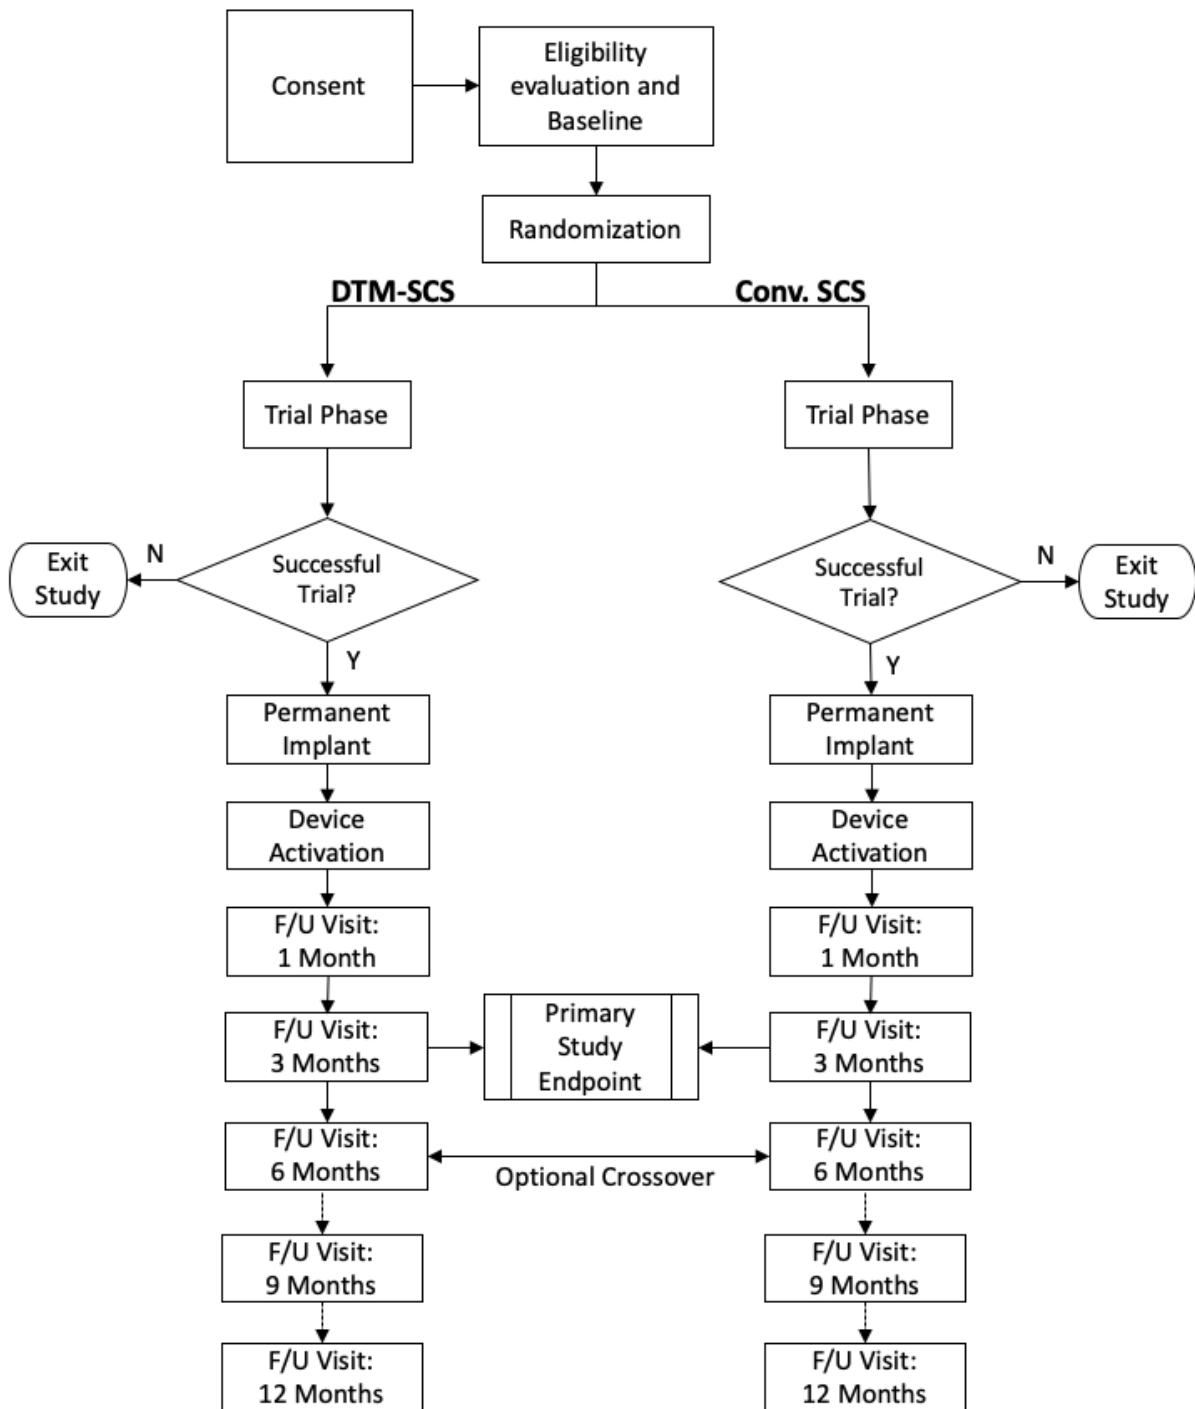 Consent
Eligibility
evaluation and
Baseline
Randomization
DTM-SCS
Conv. SCS
Trial Phase
Trial Phase
Exit
Study
N
Successful
Trial?
Successful
Trial?
N
Exit
Study
Y
Y
Permanent
Implant
Permanent
Implant
Device
Activation
Device
Activation
F/U Visit:
1 Month
F/U Visit:
1 Month
F/U Visit:
3 Months
Primary
Study
Endpoint
F/U Visit:
3 Months
F/U Visit:
6 Months
Optional Crossover
F/U Visit:
6 Months
F/U Visit:
9 Months
F/U Visit:
9 Months
F/U Visit:
12 Months
F/U Visit:
12 Months